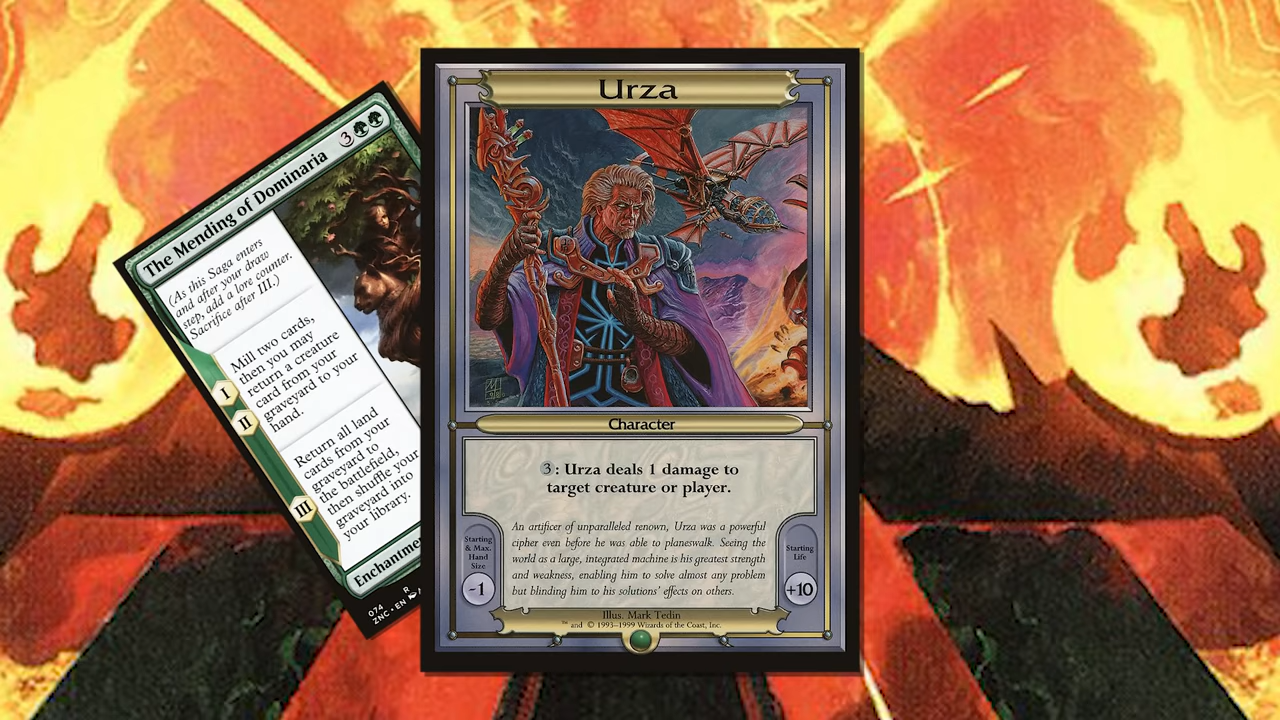 The Mending of Dominaria
3
(As this Saga enters
and after your draw
step, add a lore counter.
Sacrifice after III.)
I
II
Mill two cards,
then you may
return a creature
card from your
graveyard to your
hand.
III
Return all land
cards from your
graveyard to
the battlefield,
then shuffle your
graveyard into
your library.
074 R
ZNC • EN
Urza
Character
3: Urza deals 1 damage to
target creature or player.
An artificer of unparalleled renown, Urza was a powerful
cipher even before he was able to planeswalk. Seeing the
world as a large, integrated machine is his greatest strength
and weakness, enabling him to solve almost any problem
but blinding him to his solutions' effects on others.
Starting
& Max.
Hand
Size
-1
Starting
Life
+10
Illus. Mark Tedin
™ and © 1993–1999 Wizards of the Coast, Inc.